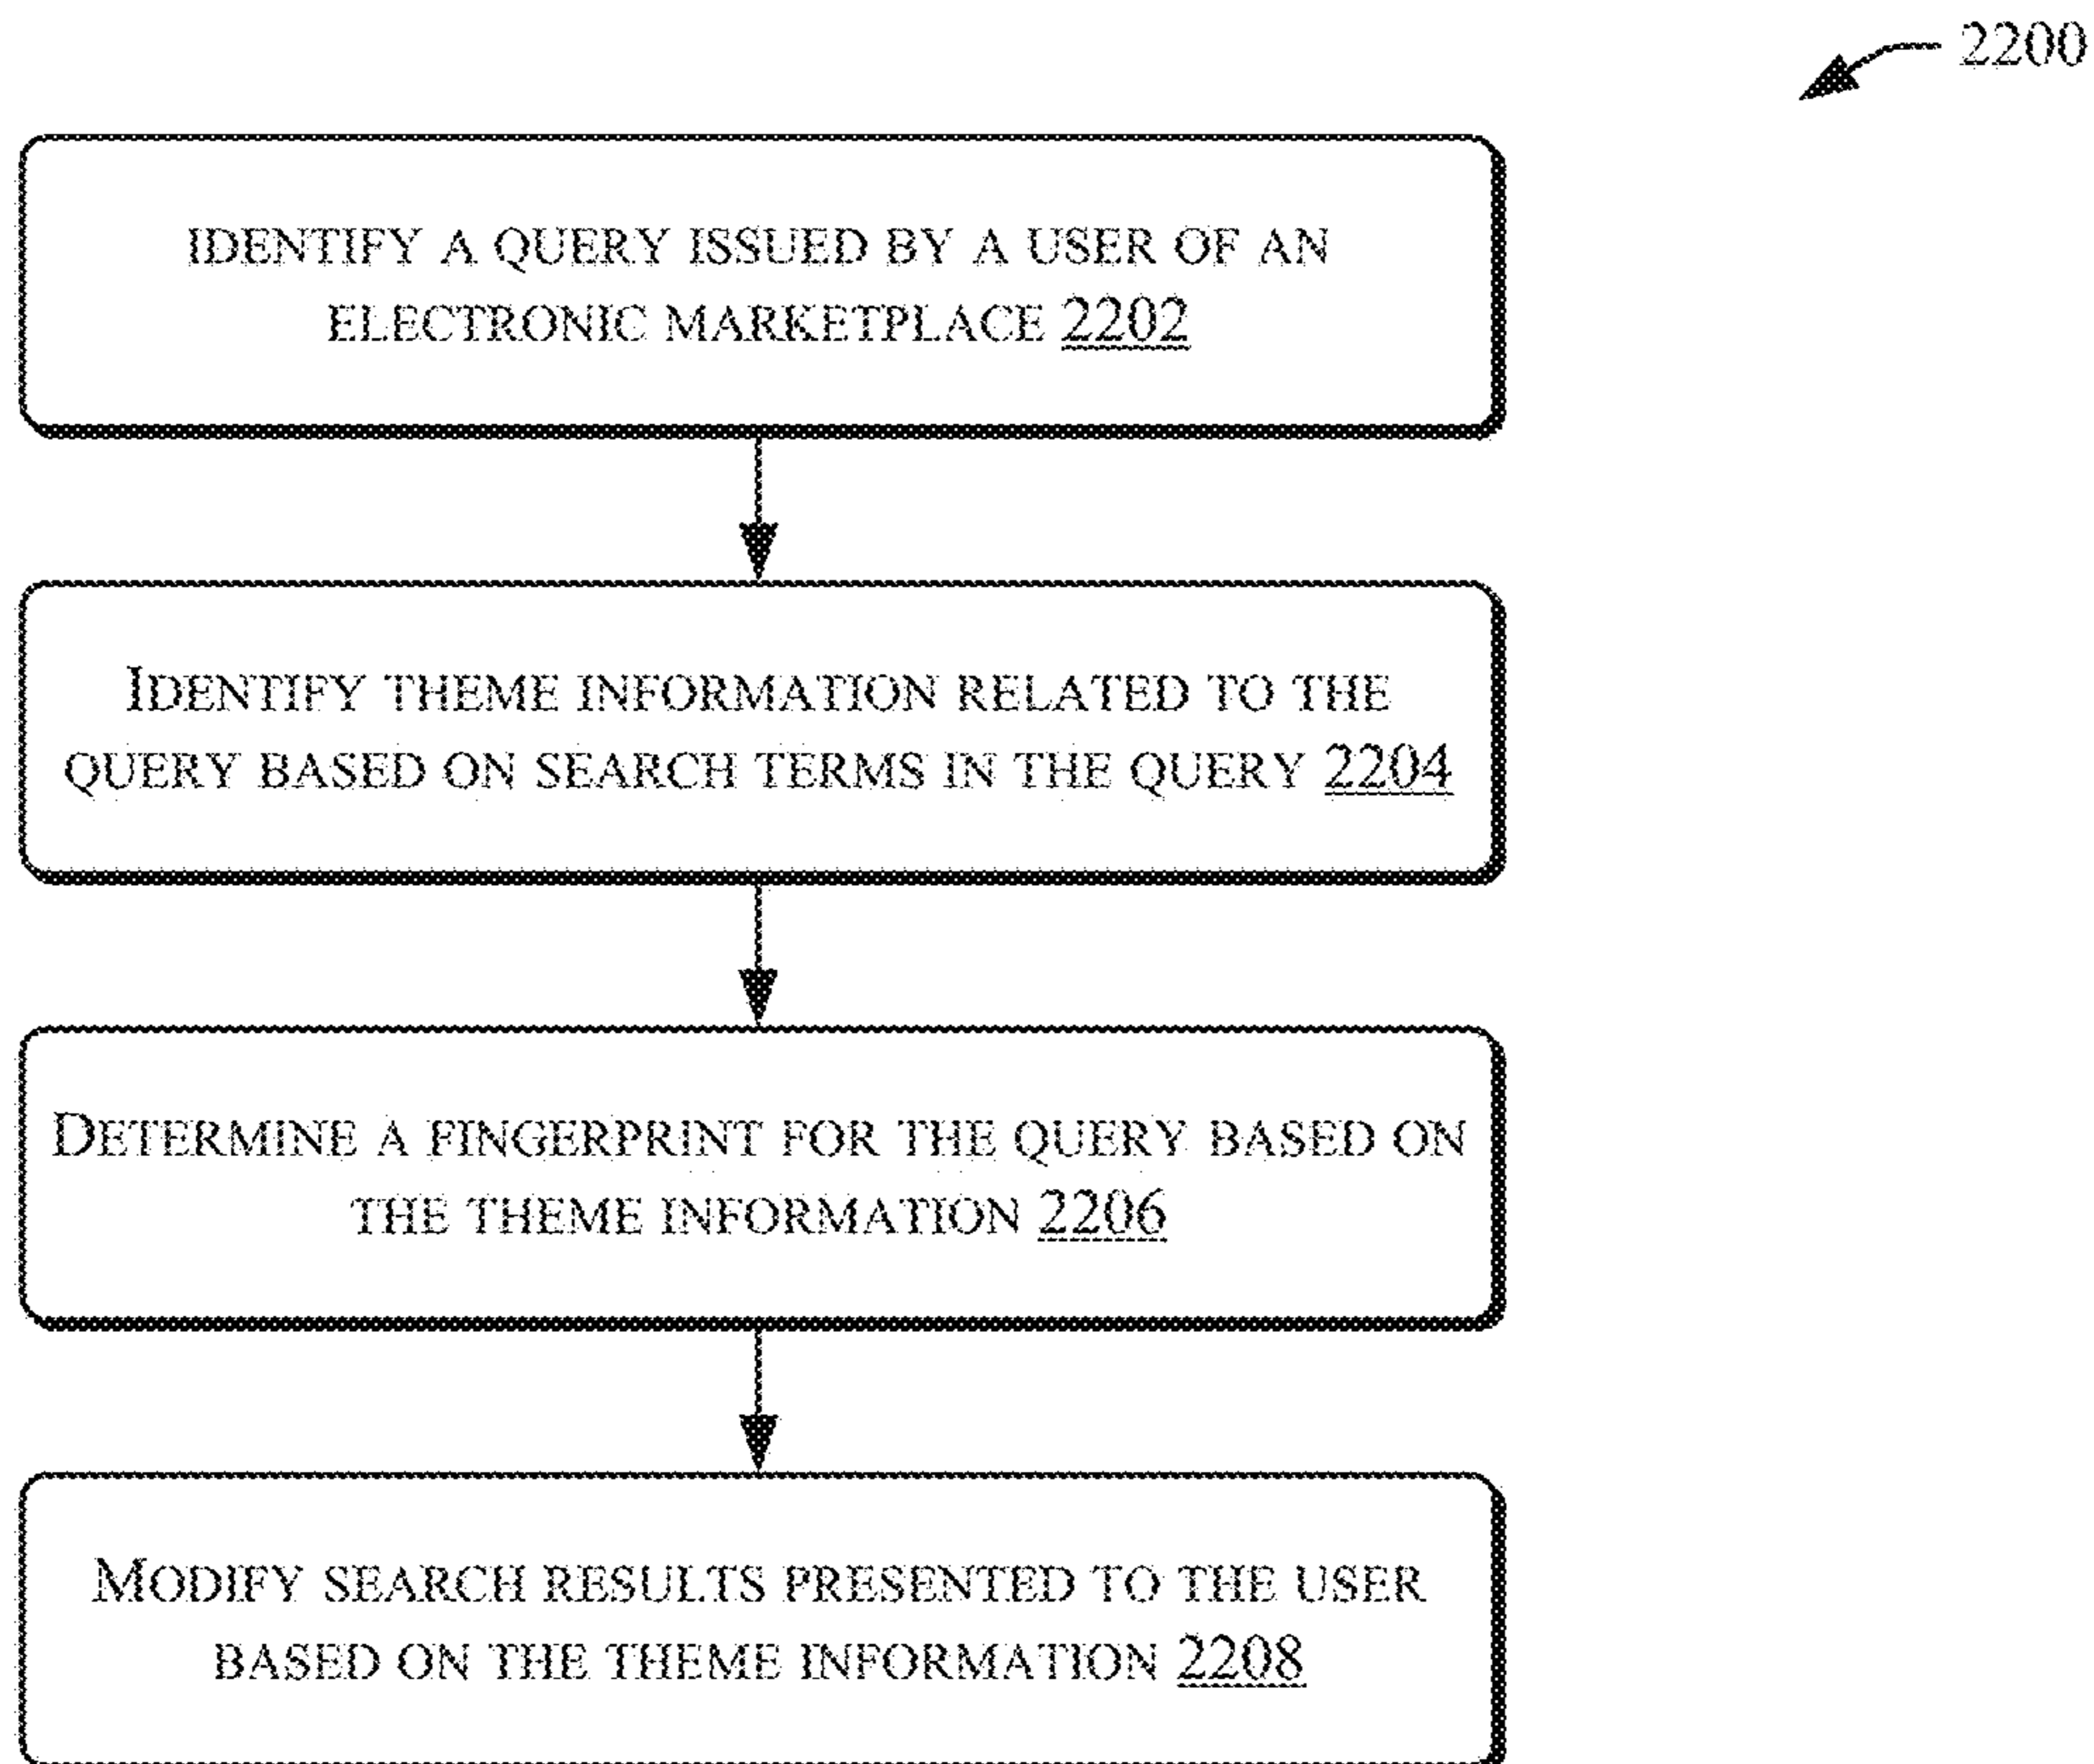 2200
IDENTIFY A QUERY ISSUED BY A USER OF AN
ELECTRONIC MARKETPLACE 2202
IDENTIFY THEME INFORMATION RELATED TO THE
QUERY BASED ON SEARCH TERMS IN THE QUERY 2204
DETERMINE A FINGERPRINT FOR THE QUERY BASED ON
THE THEME INFORMATION 2206
MODIFY SEARCH RESULTS PRESENTED TO THE USER
BASED ON THE THEME INFORMATION 2208